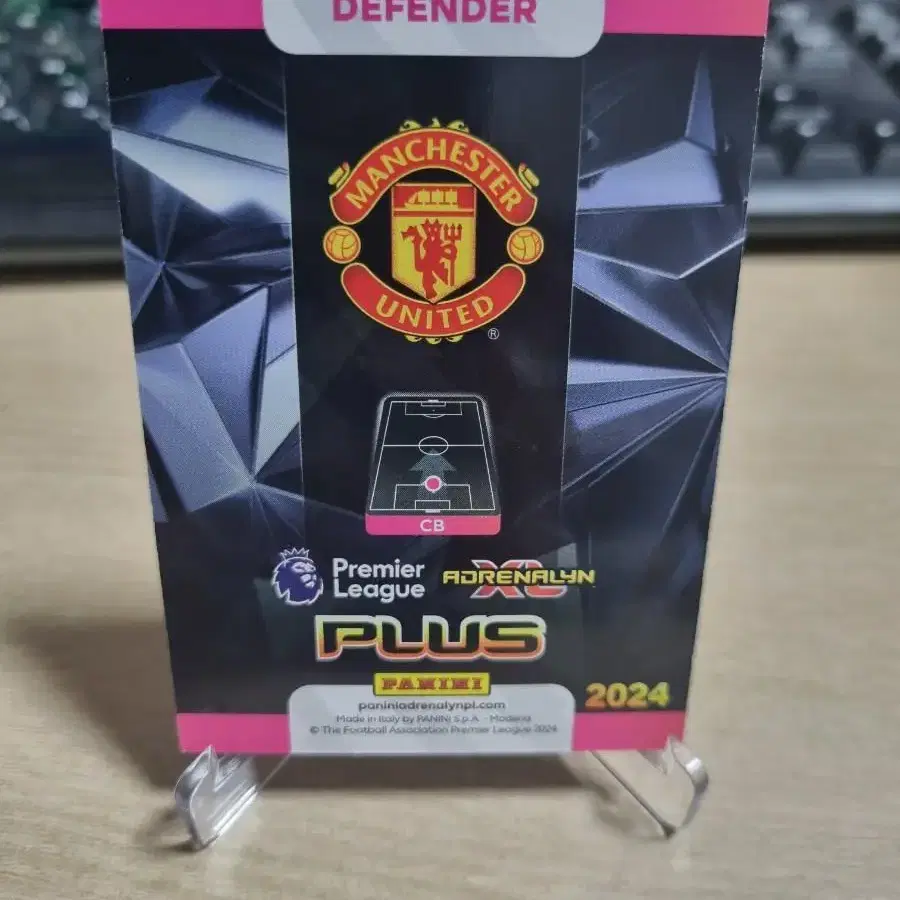 DEFENDER
MANCHESTER
UNITED
®
CB
Premier
League
ADRENALYN
XL
PLUS
PANINI
2024
paniniadrenalynpl.com
Made in Italy by PANINI S.p.A. - Modena
© The Football Association Premier League 2024